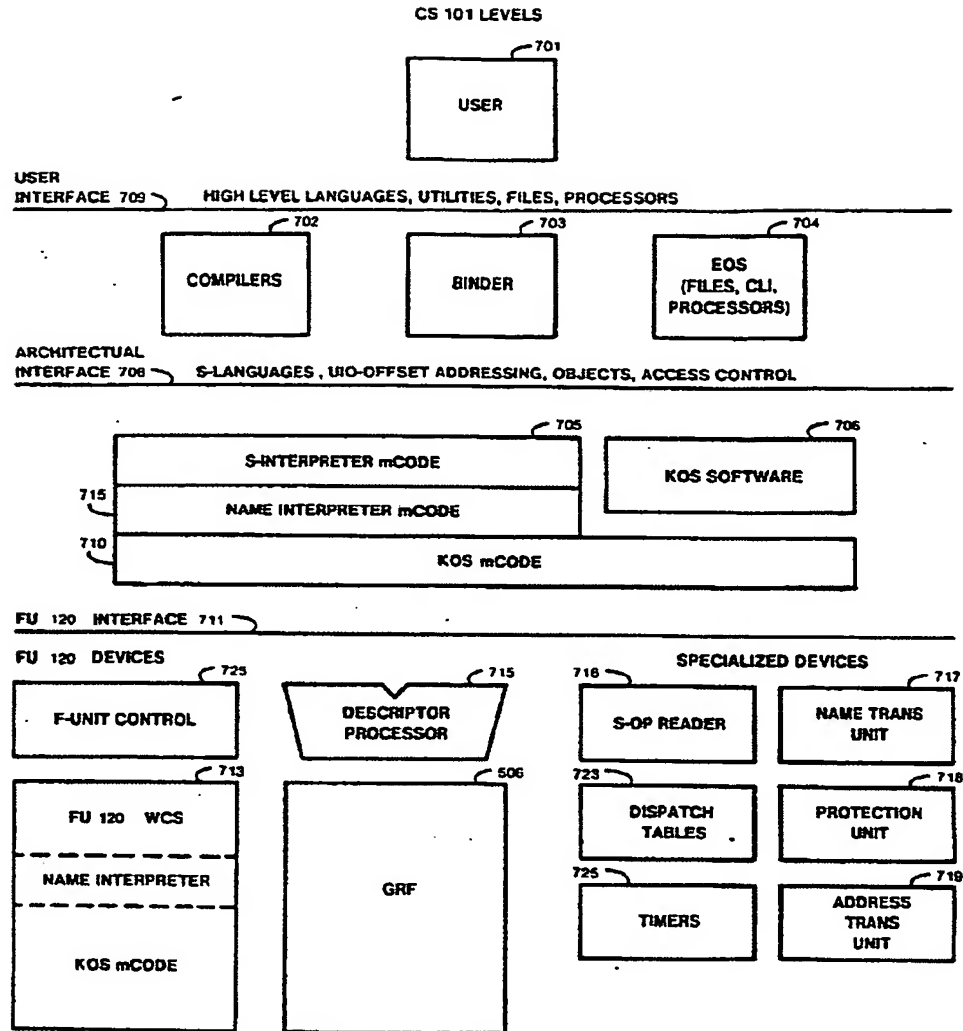 CS 101 LEVELS
701
USER
USER
INTERFACE 709 HIGH LEVEL LANGUAGES, UTILITIES, FILES, PROCESSORS
702
703
704
COMPILERS
BINDER
EOS
(FILES, CLI,
PROCESSORS)
ARCHITECTUAL
INTERFACE 708 S-LANGUAGES , UIO-OFFSET ADDRESSING, OBJECTS, ACCESS CONTROL
705
706
S-INTERPRETER mCODE
KOS SOFTWARE
715
NAME INTERPRETER mCODE
710
KOS mCODE
FU 120 INTERFACE 711
FU 120 DEVICES
SPECIALIZED DEVICES
725
715
716
717
F-UNIT CONTROL
DESCRIPTOR
PROCESSOR
S-OP READER
NAME TRANS
UNIT
713
506
723
718
FU 120 WCS
DISPATCH
TABLES
PROTECTION
UNIT
NAME INTERPRETER
GRF
725
719
TIMERS
ADDRESS
TRANS
UNIT
KOS mCODE